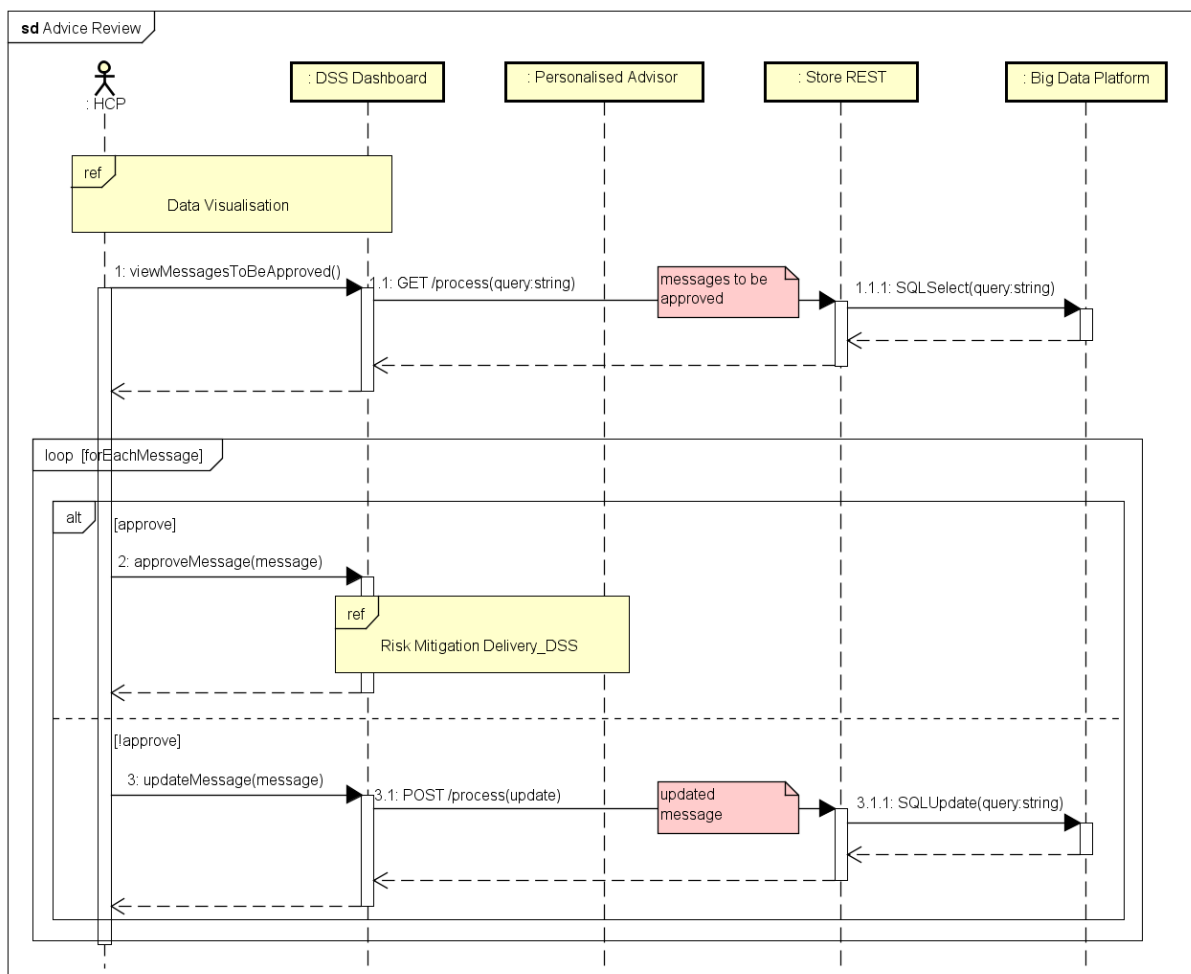 sd Advice Review
: HCP
: DSS Dashboard
: Personalised Advisor
: Store REST
: Big Data Platform
ref
Data Visualisation
1: viewMessagesToBeApproved()
1.1: GET /process(query:string)
messages to be
approved
1.1.1: SQLSelect(query:string)
loop [forEachMessage]
alt
[approve]
2: approveMessage(message)
ref
Risk Mitigation Delivery_DSS
[!approve]
3: updateMessage(message)
3.1: POST /process(update)
updated
message
3.1.1: SQLUpdate(query:string)